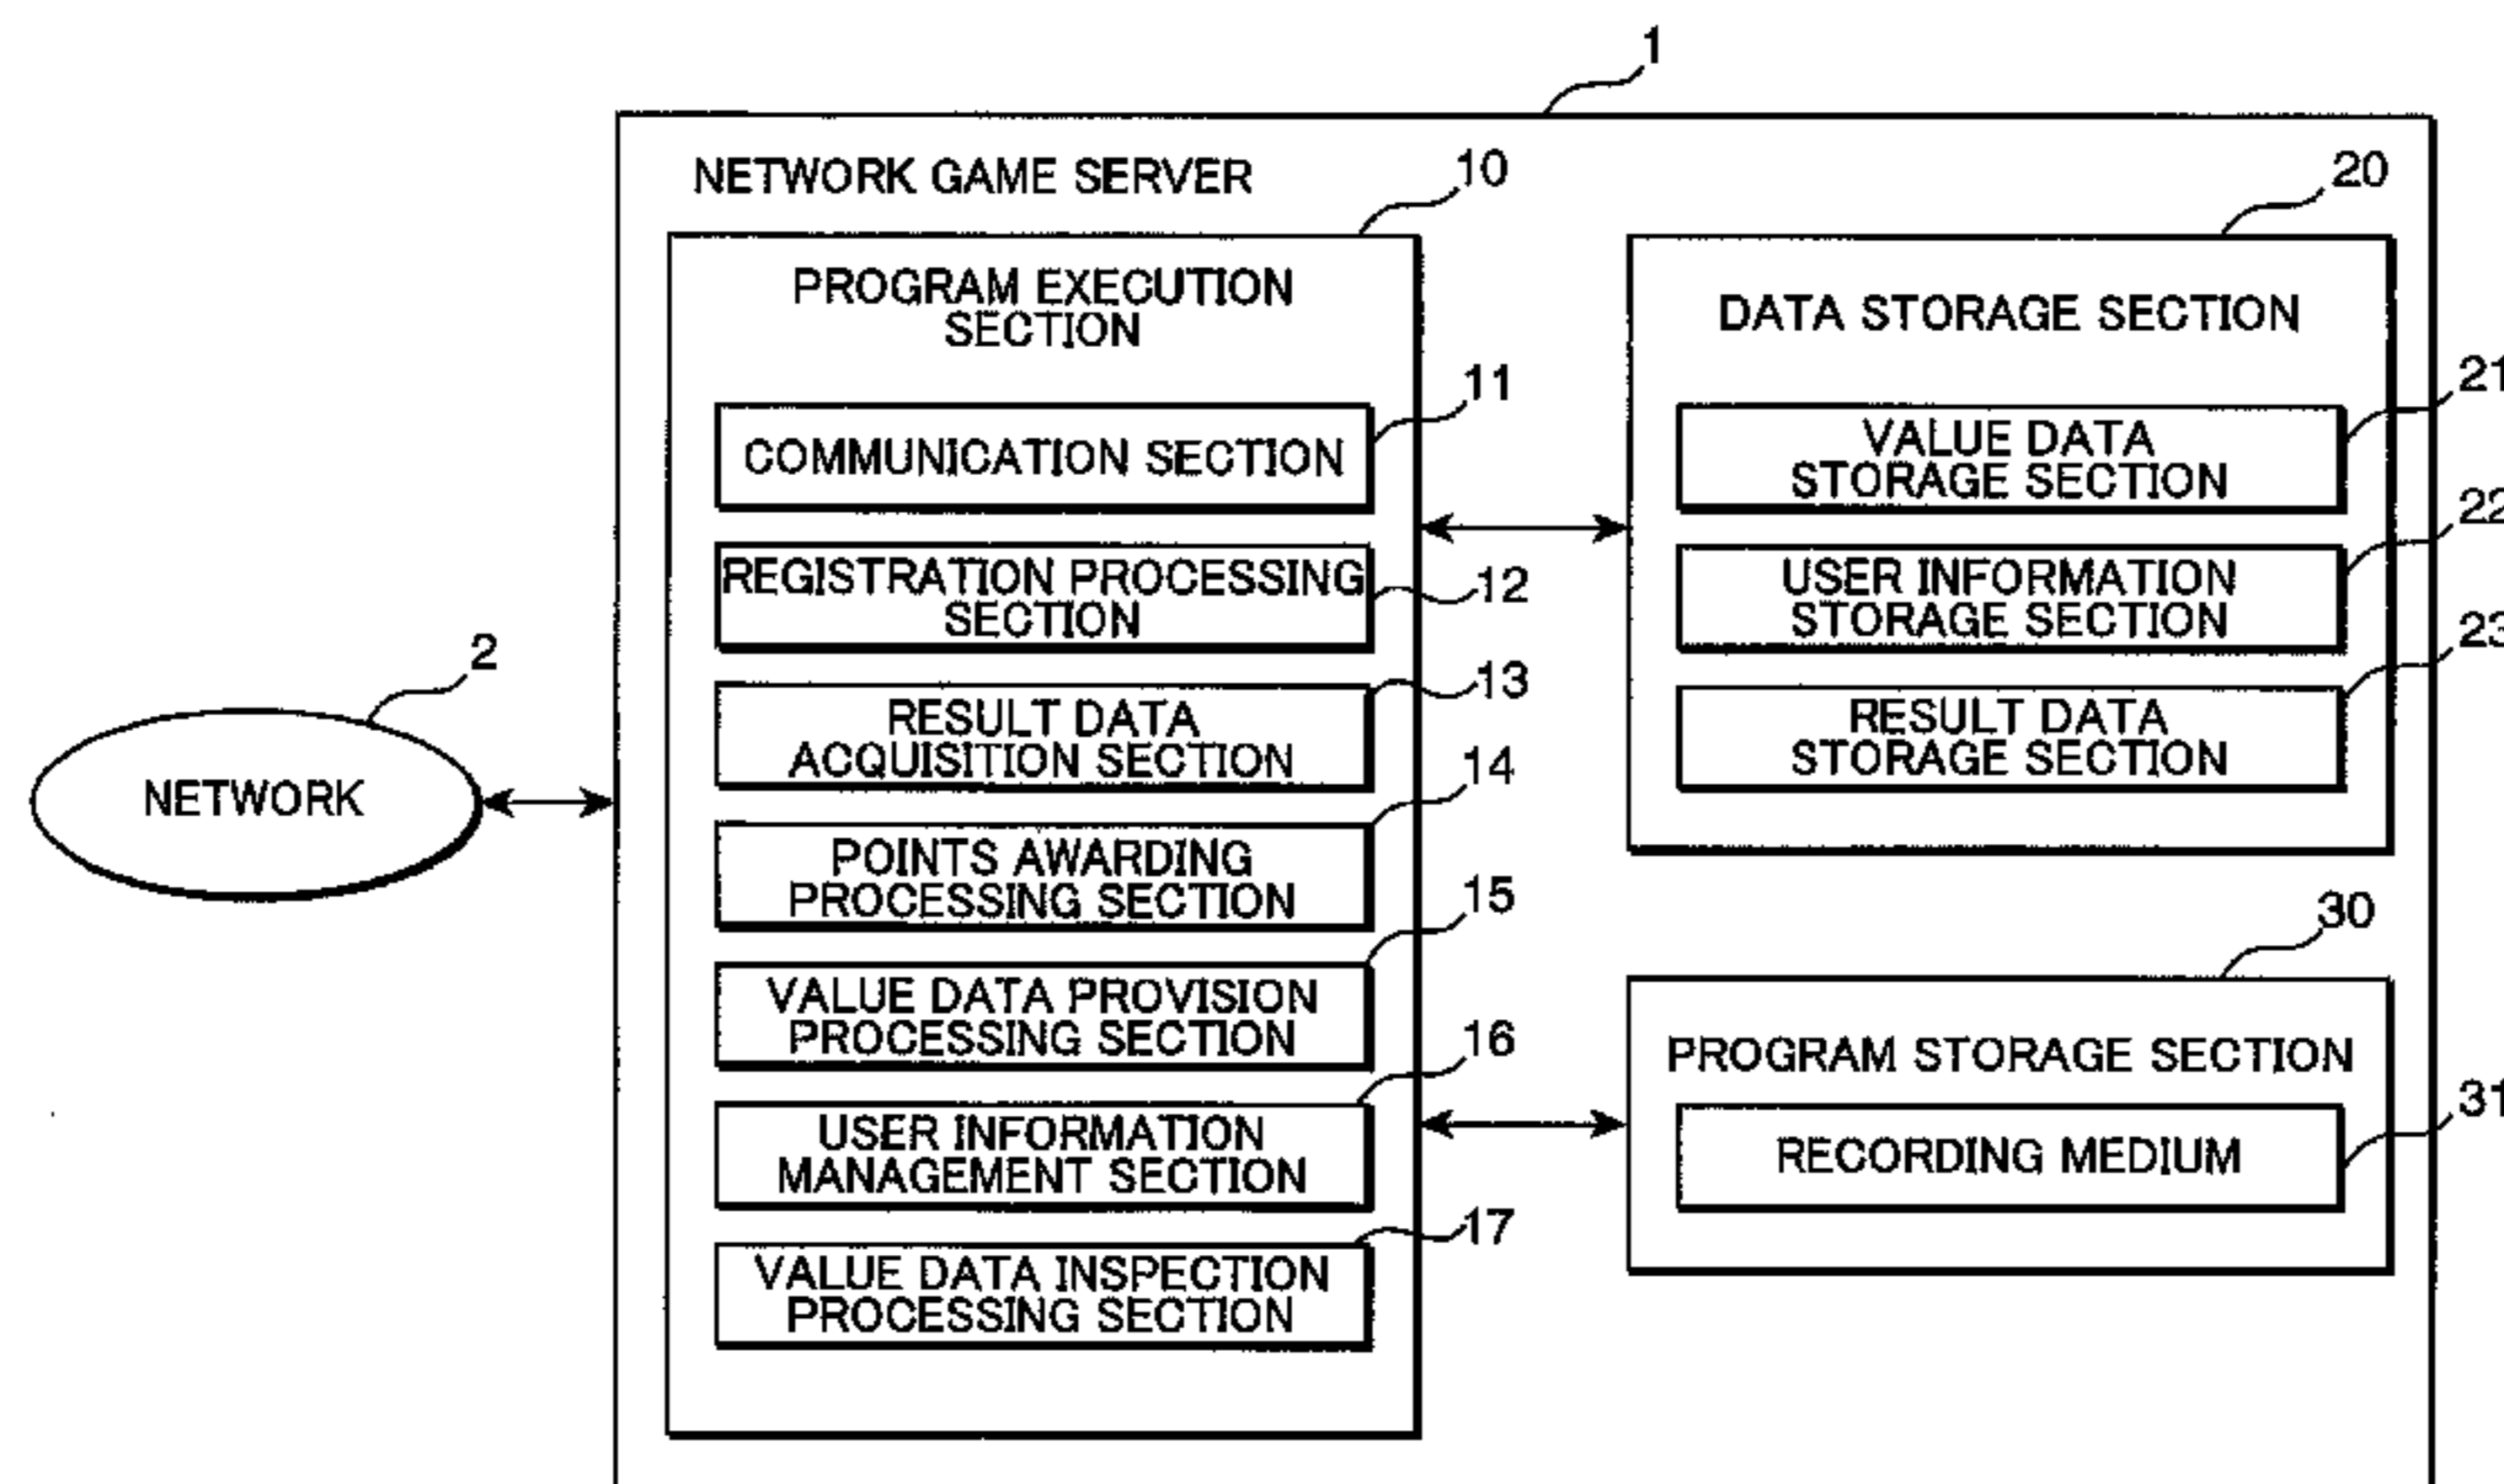 1
NETWORK GAME SERVER
10
20
PROGRAM EXECUTION
SECTION
11
COMMUNICATION SECTION
REGISTRATION PROCESSING
SECTION
12
RESULT DATA
ACQUISITION SECTION
13
POINTS AWARDING
PROCESSING SECTION
14
VALUE DATA PROVISION
PROCESSING SECTION
15
USER INFORMATION
MANAGEMENT SECTION
16
VALUE DATA INSPECTION
PROCESSING SECTION
17
DATA STORAGE SECTION
VALUE DATA
STORAGE SECTION
21
USER INFORMATION
STORAGE SECTION
22
RESULT DATA
STORAGE SECTION
23
30
PROGRAM STORAGE SECTION
RECORDING MEDIUM
31
2
NETWORK